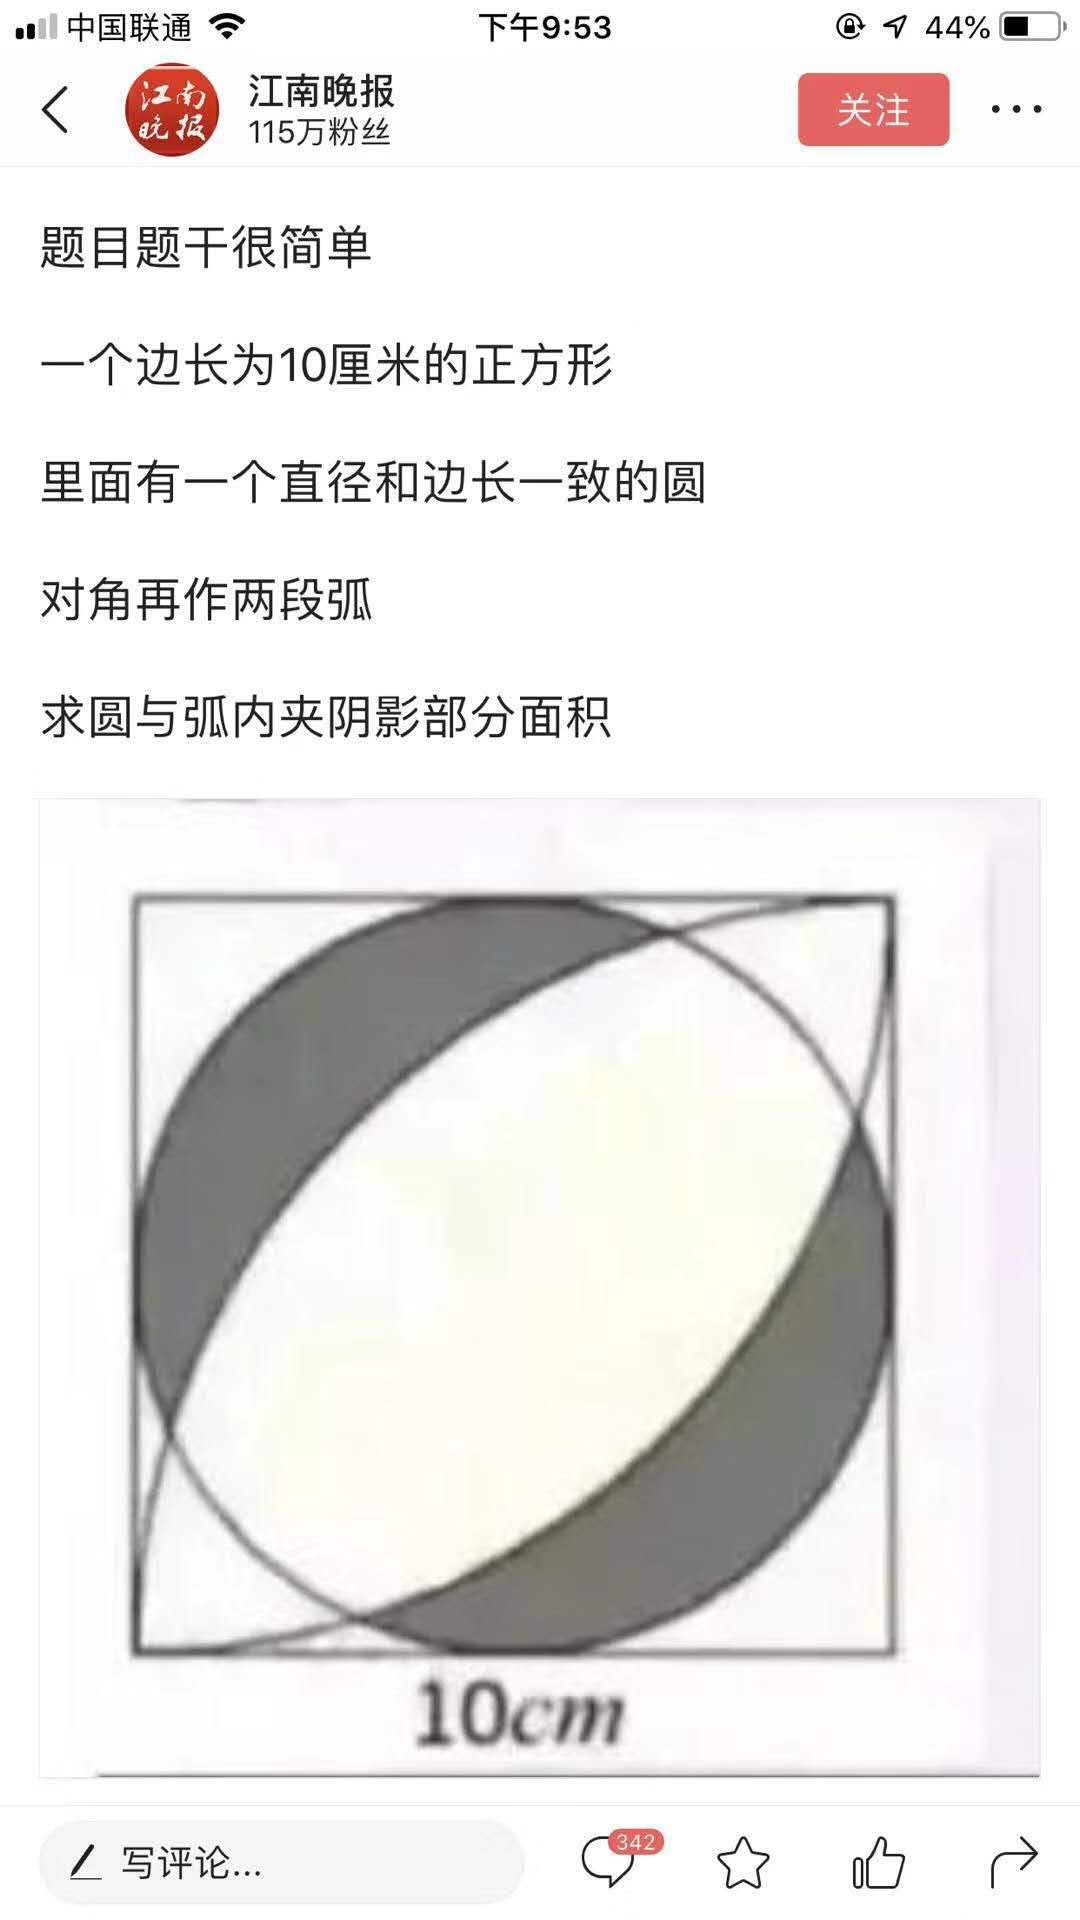 中国联通
下午9:53
44%
江南晚报
江南晚报
115万粉丝
关注
题目题干很简单
一个边长为10厘米的正方形
里面有一个直径和边长一致的圆
对角再作两段弧
求圆与弧内夹阴影部分面积
10cm
写评论...
342